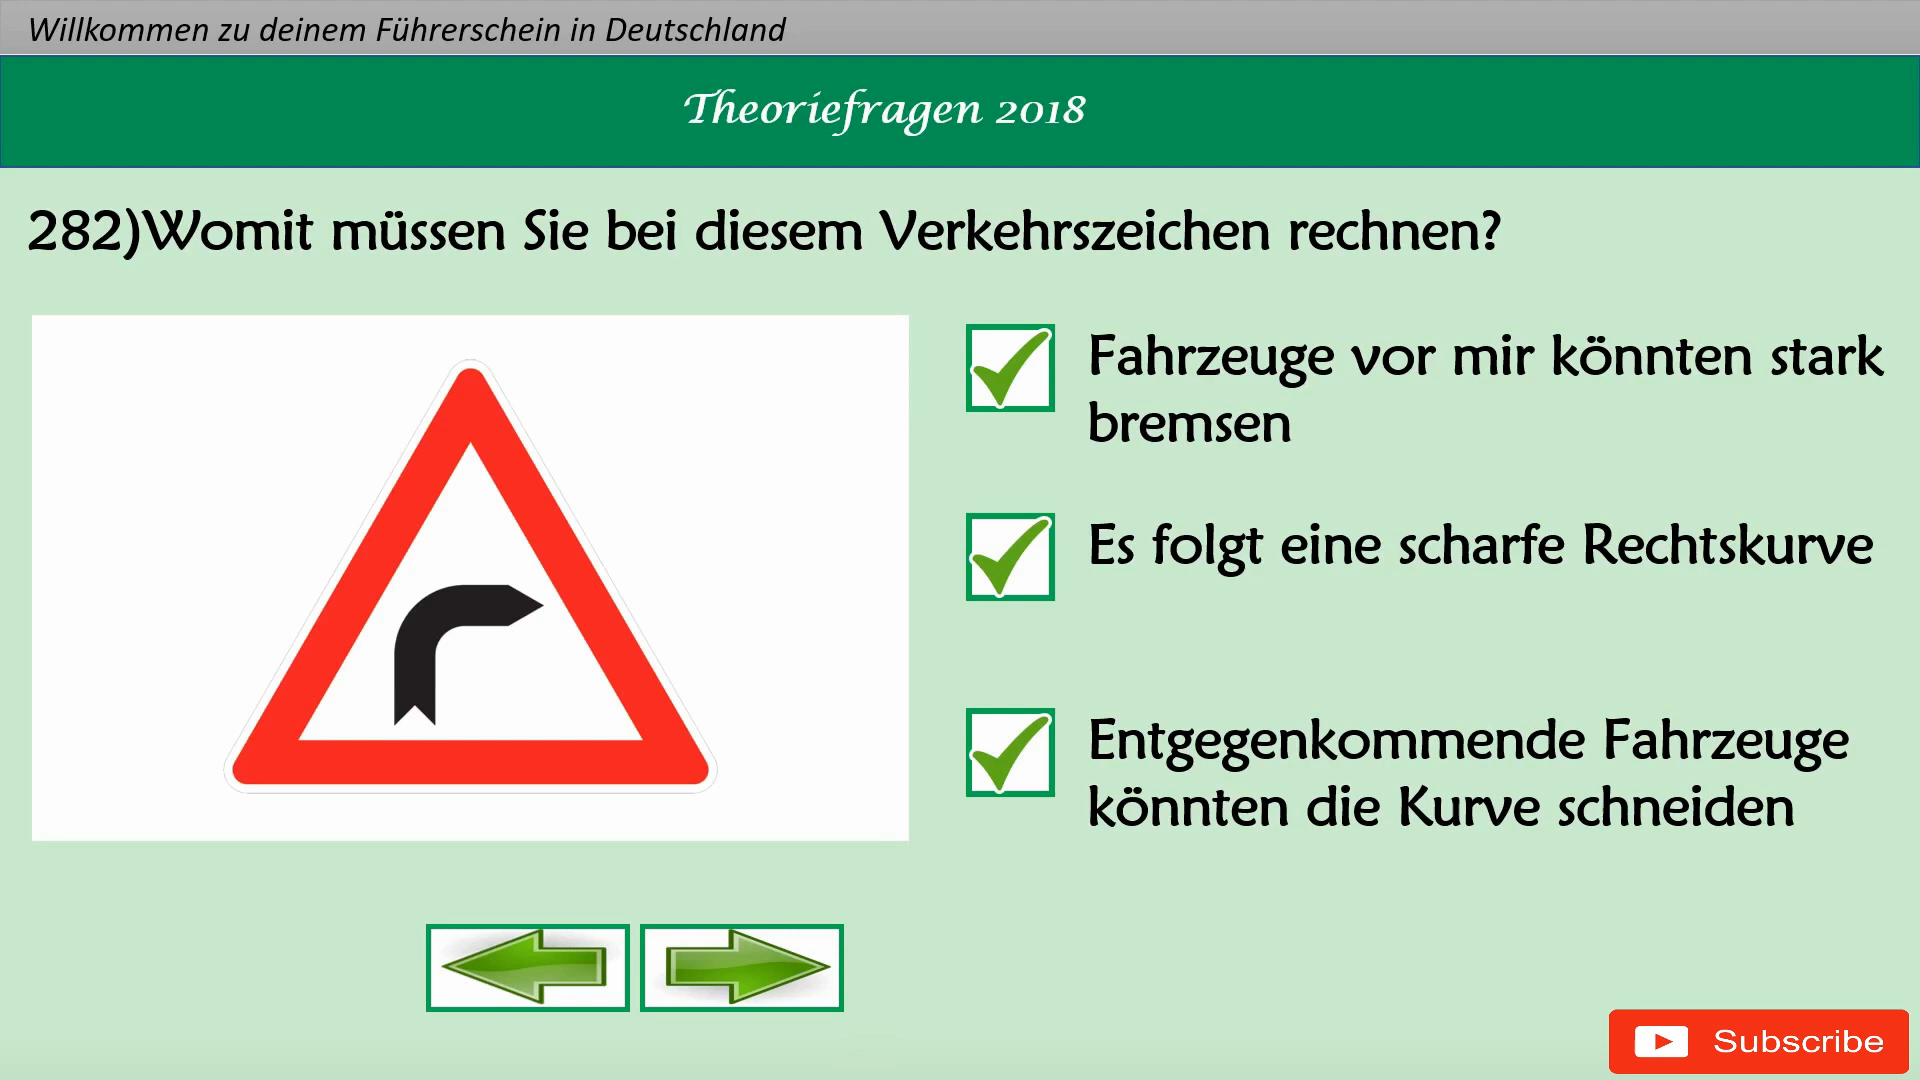 Willkommen zu deinem Führerschein in Deutschland
Theoriefragen 2018
282)Womit müssen Sie bei diesem Verkehrszeichen rechnen?
Fahrzeuge vor mir könnten stark
bremsen
Es folgt eine scharfe Rechtskurve
Entgegenkommende Fahrzeuge
könnten die Kurve schneiden
Subscribe